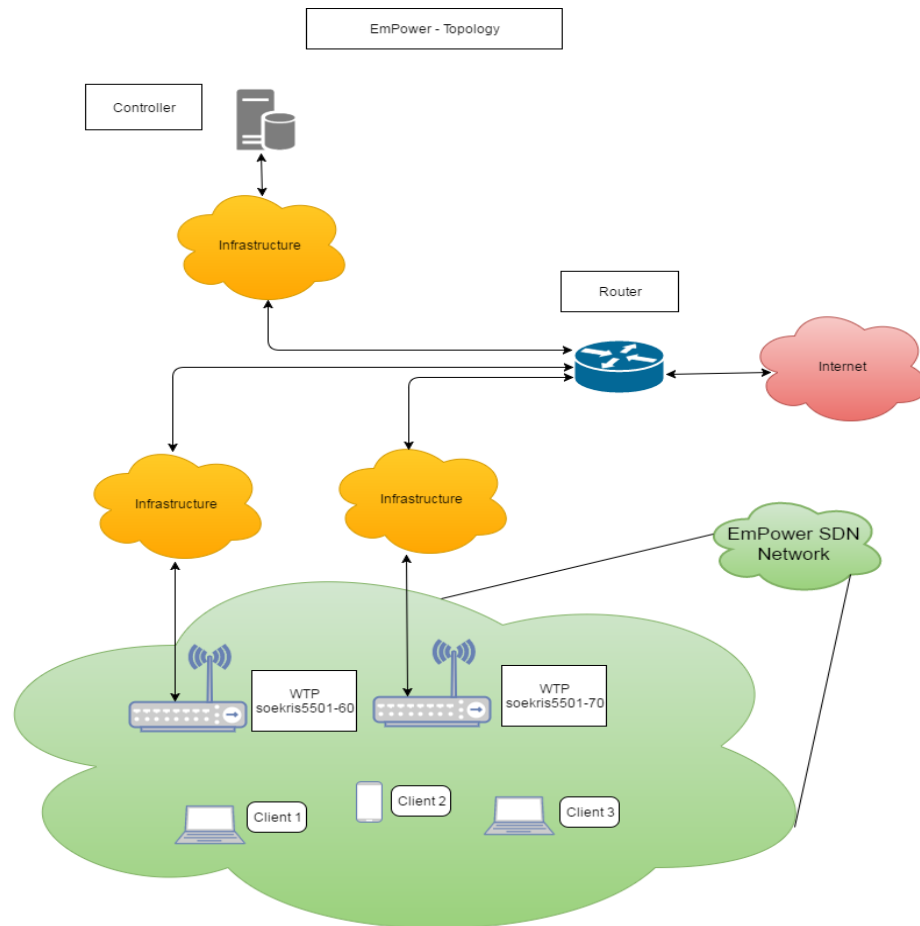 EmPower - Topology
Controller
Infrastructure
Router
Internet
Infrastructure
Infrastructure
EmPower SDN
Network
WTP
soekris5501-60
WTP
soekris5501-70
Client 1
Client 2
Client 3